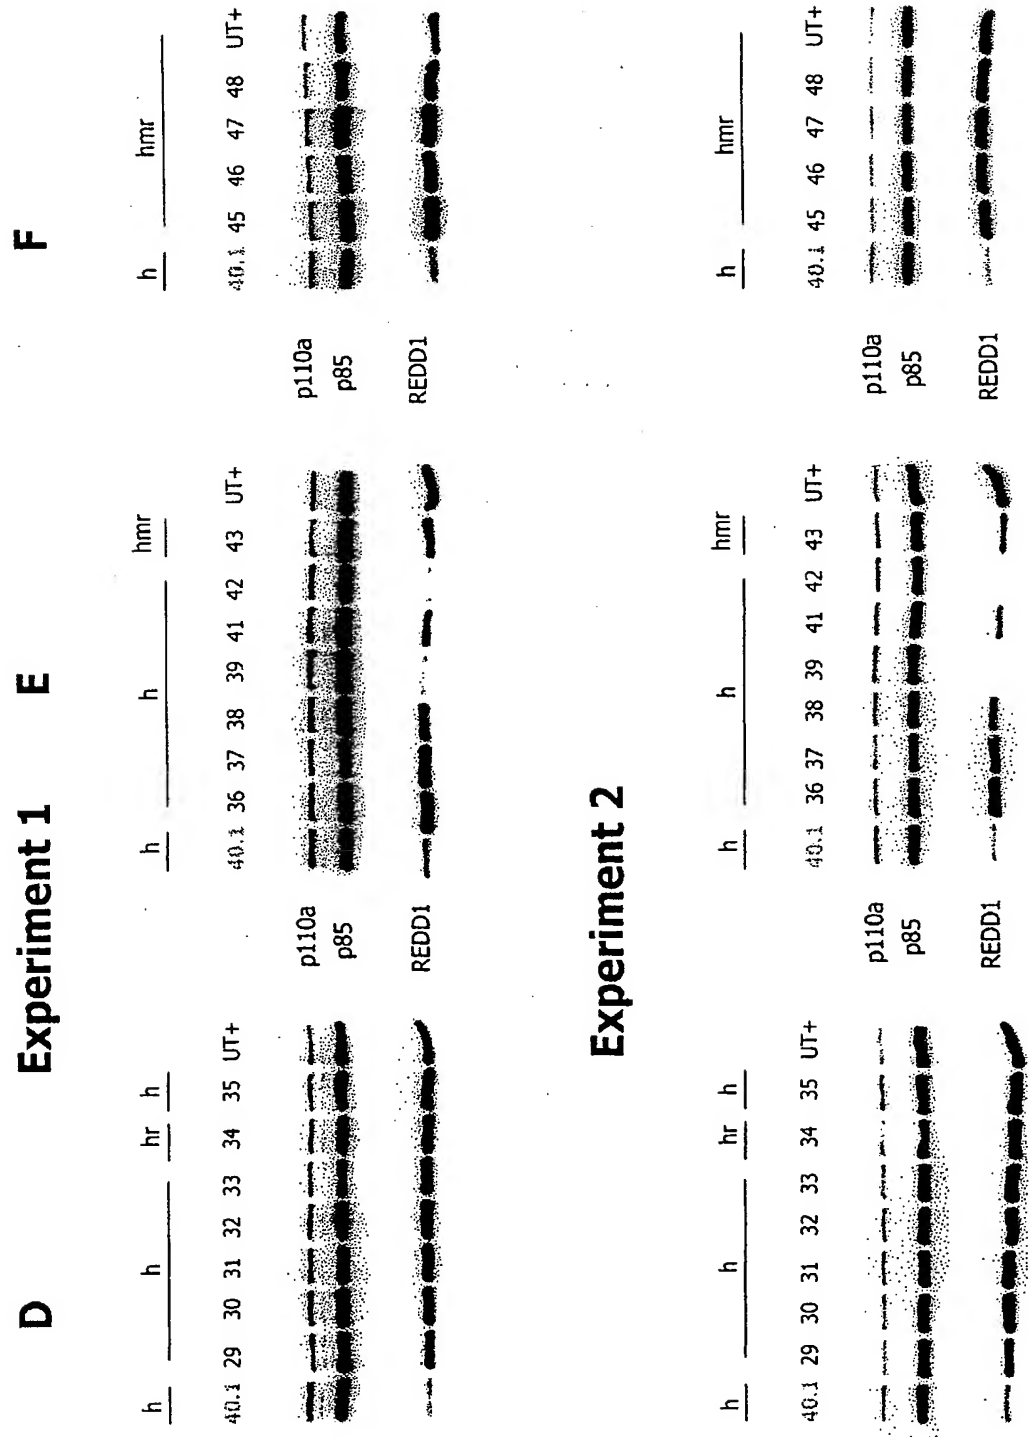 D Experiment 1 E F
h h hr h
40.1 29 30 31 32 33 34 35 UT+
p110a
p85
REDD1
h h hmr
40.1 36 37 38 39 41 42 43 UT+
p110a
p85
REDD1
h hmr
40.1 45 46 47 48 UT+
Experiment 2
h h hr h
40.1 29 30 31 32 33 34 35 UT+
p110a
p85
REDD1
h h hmr
40.1 36 37 38 39 41 42 43 UT+
p110a
p85
REDD1
h hmr
40.1 45 46 47 48 UT+